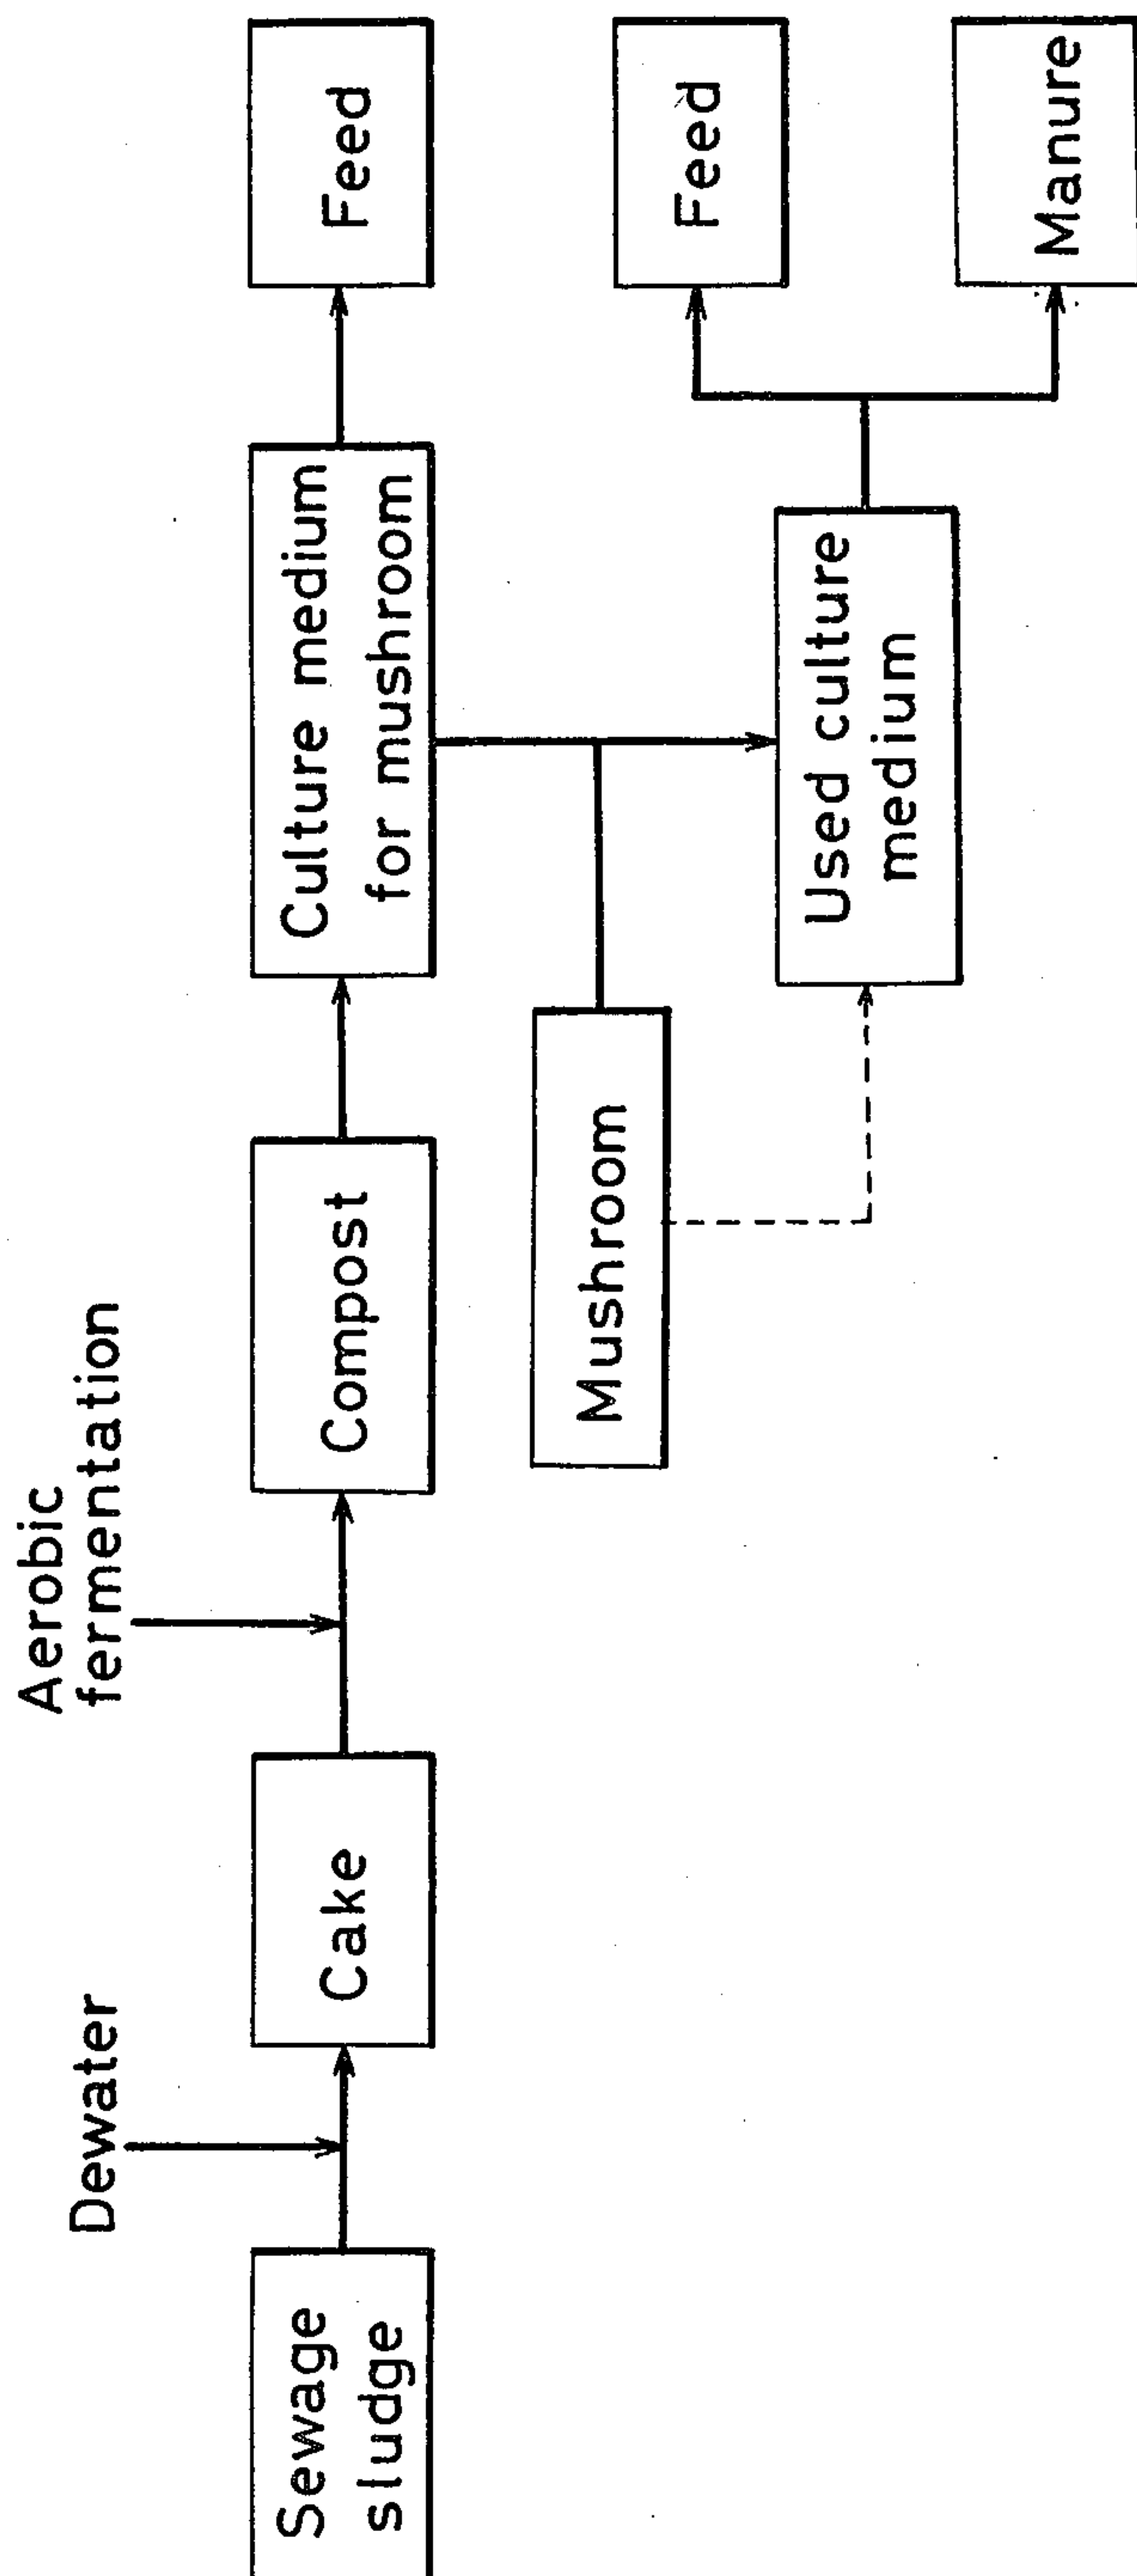 Dewater
Aerobic
fermentation
Sewage
sludge
Cake
Compost
Culture medium
for mushroom
Feed
Mushroom
Used culture
medium
Feed
Manure